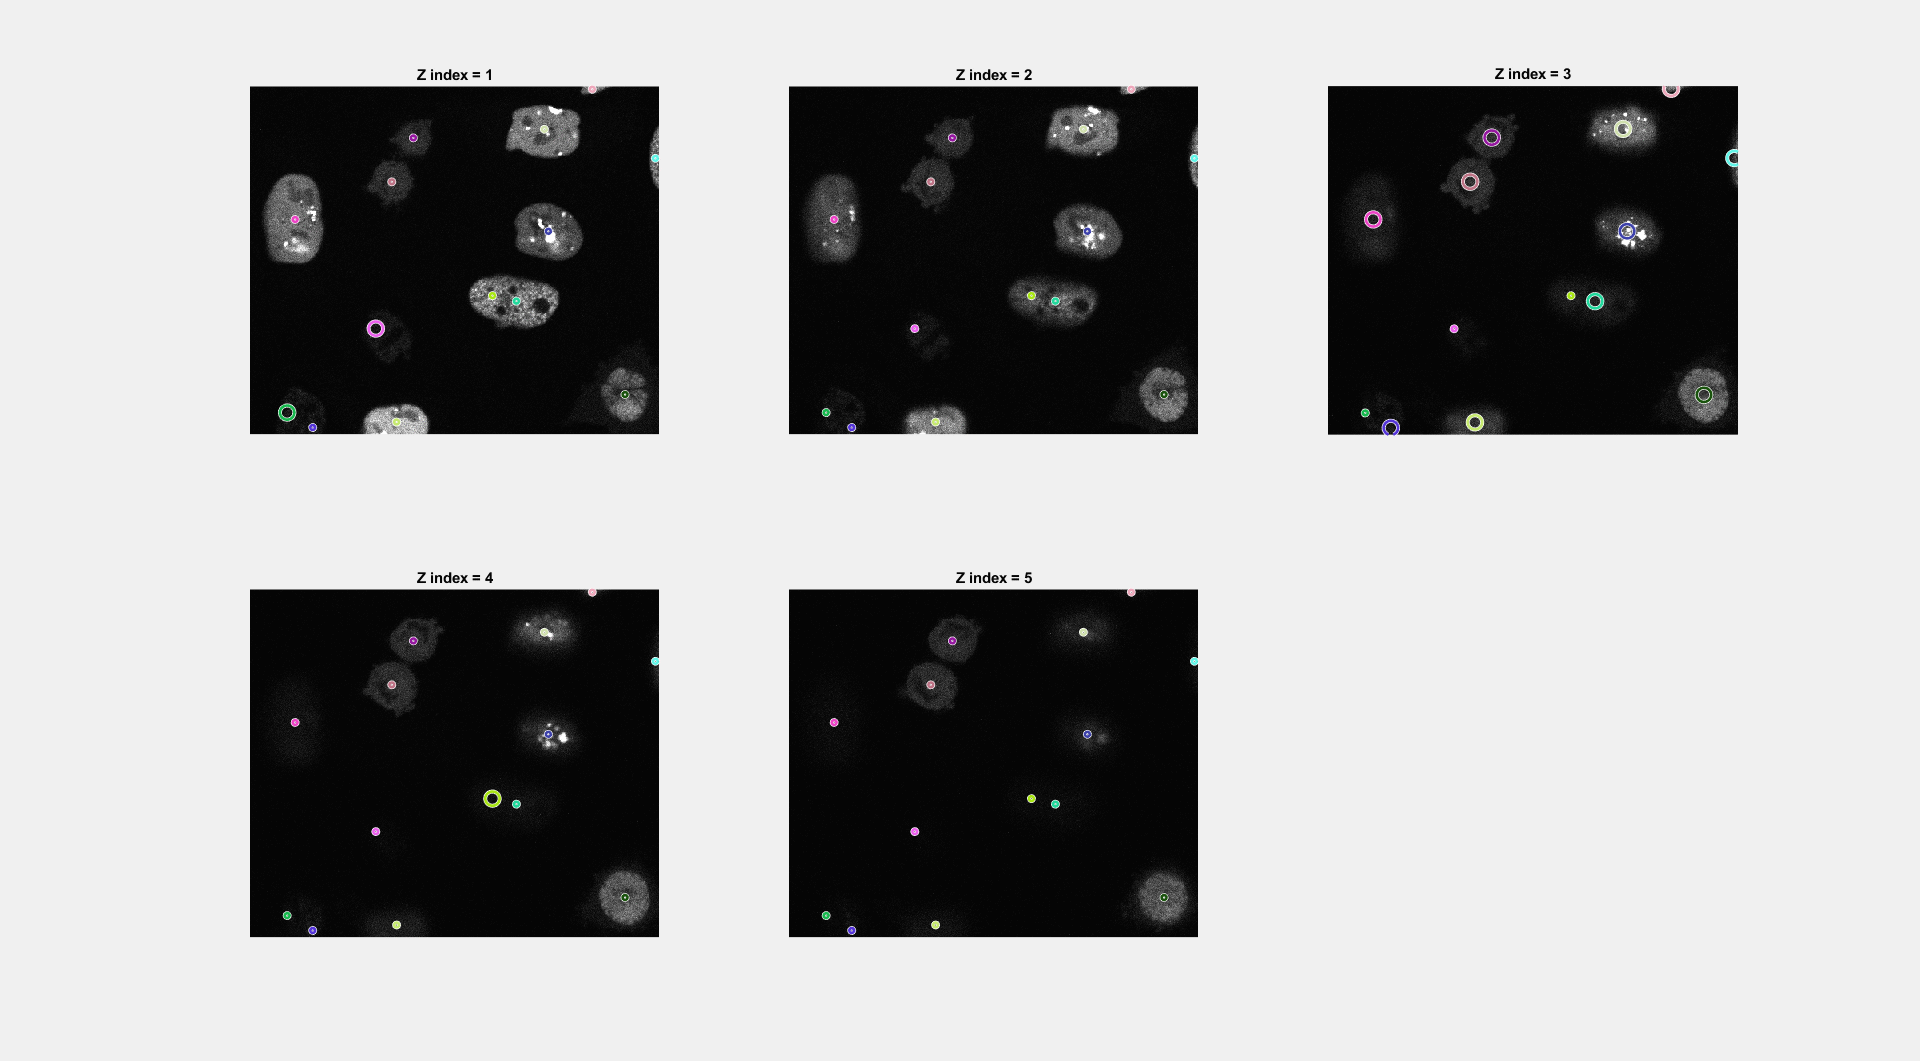 Z index = 1
Z index = 2
Z index = 3
Z index = 4
Z index = 5